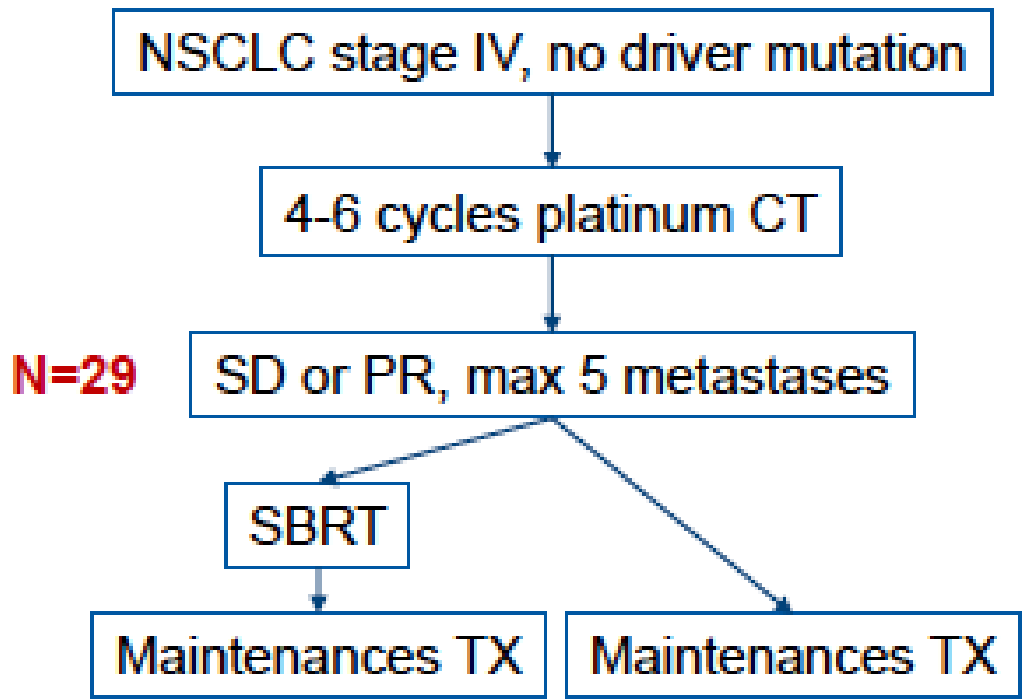 NSCLC stage IV, no driver mutation
4-6 cycles platinum CT
N=29
SD or PR, max 5 metastases
SBRT
Maintenances TX
Maintenances TX